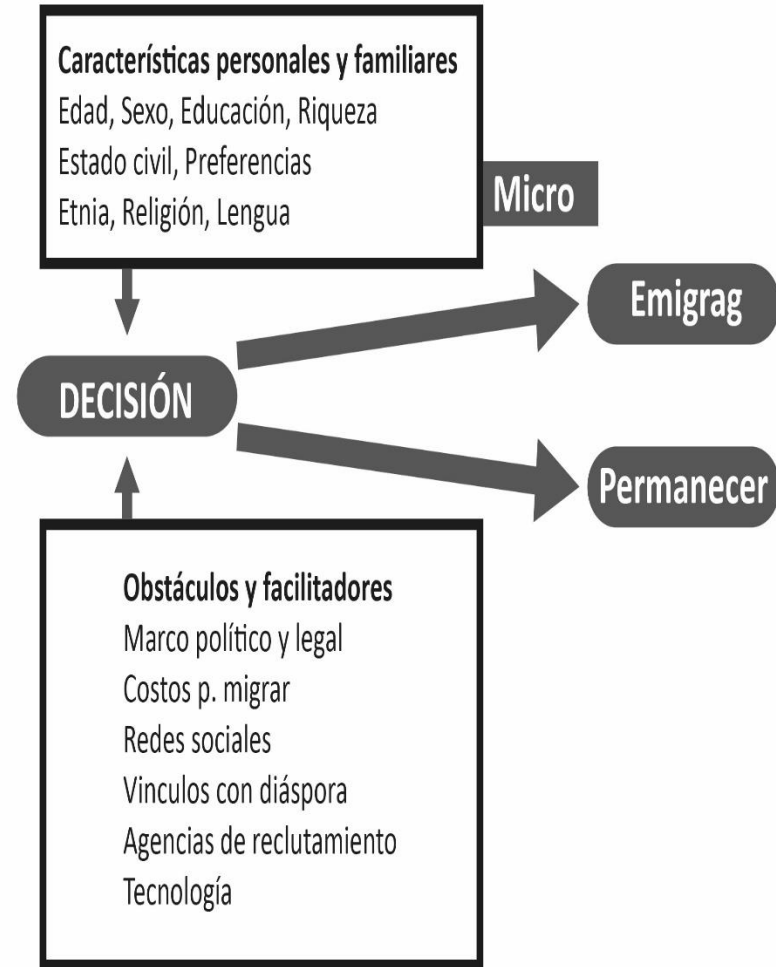 Características personales y familiares
Edad, Sexo, Educación, Riqueza
Estado civil, Preferencias
Etnia, Religión, Lengua
Micro
Emigrag
DECISIÓN
Permanecer
Obstáculos y facilitadores
Marco político y legal
Costos p. migrar
Redes sociales
Vinculos con diáspora
Agencias de reclutamiento
Tecnología